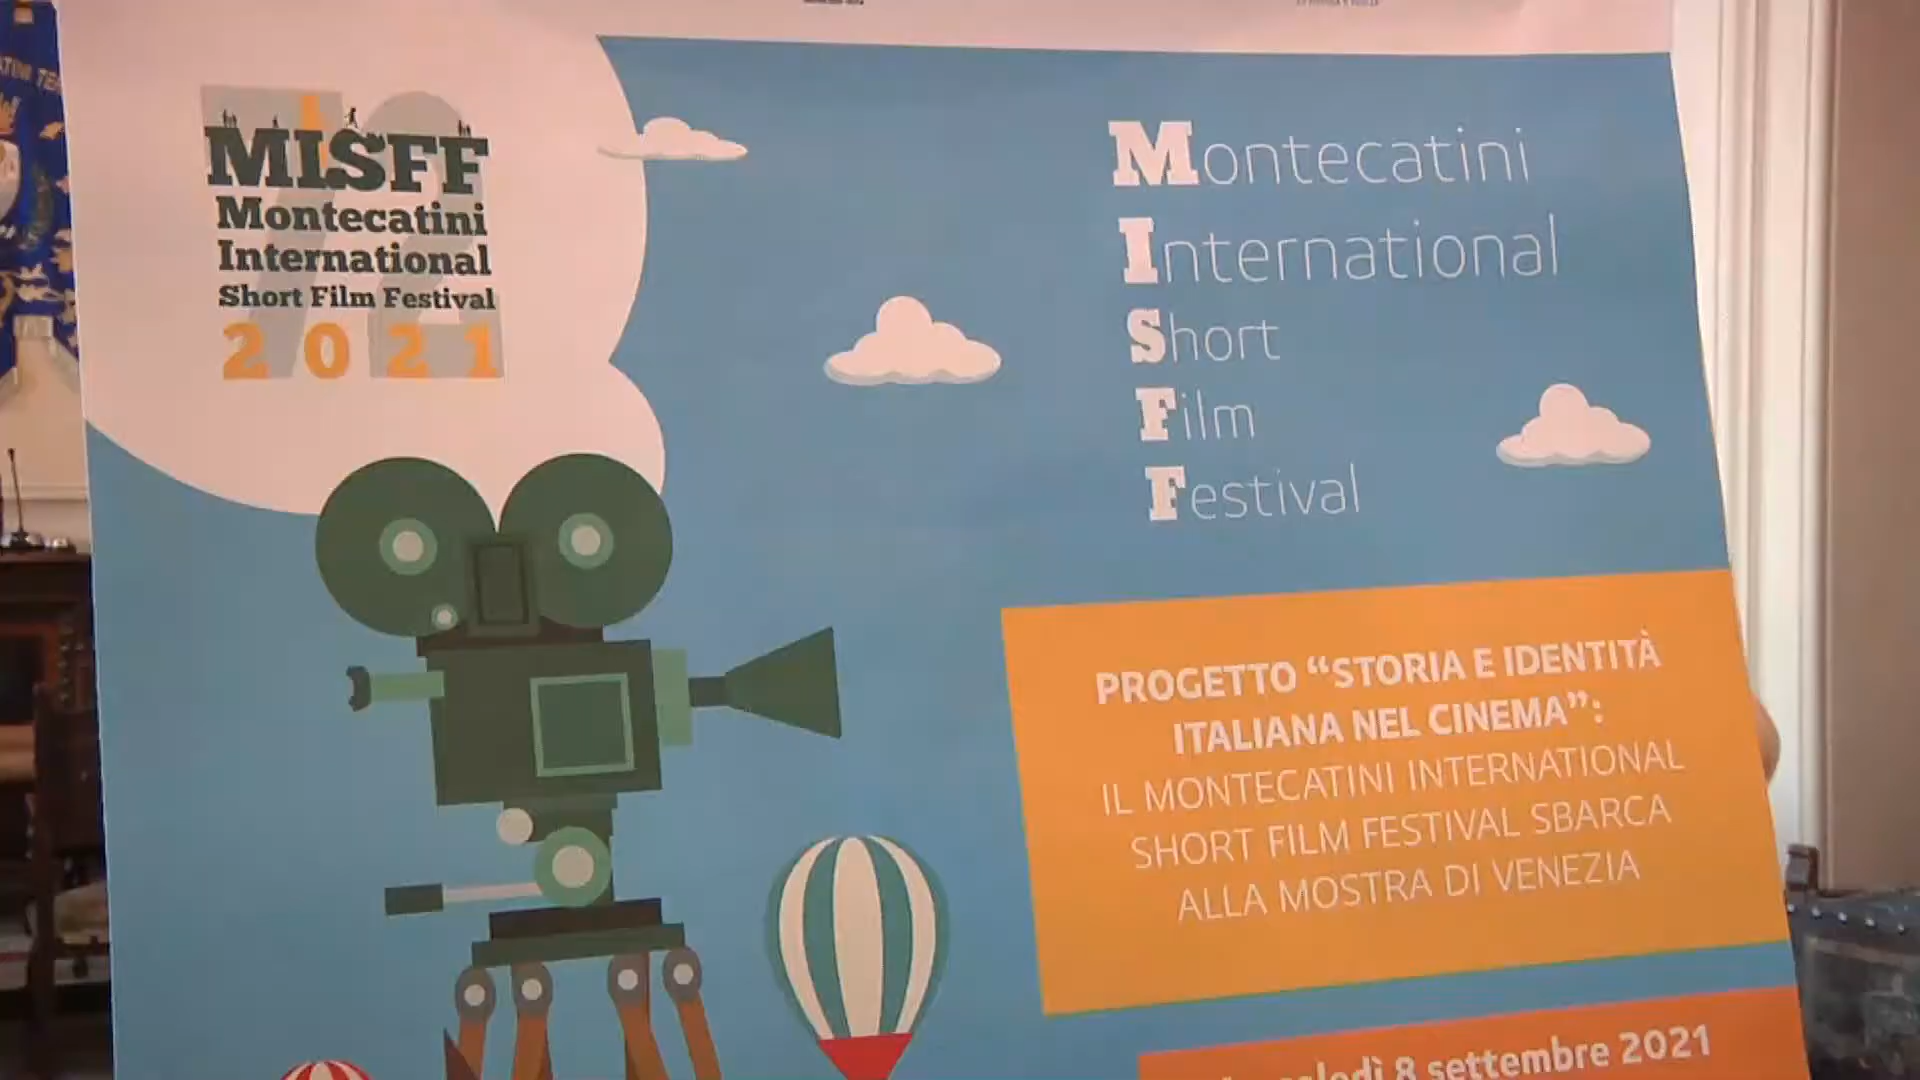 MISFF
Montecatini
International
Short Film Festival
2021
Montecatini
International
Short
Film
Festival
PROGETTO “STORIA E IDENTITÀ
ITALIANA NEL CINEMA”:
IL MONTECATINI INTERNATIONAL
SHORT FILM FESTIVAL SBARCA
ALLA MOSTRA DI VENEZIA
8 settembre 2021